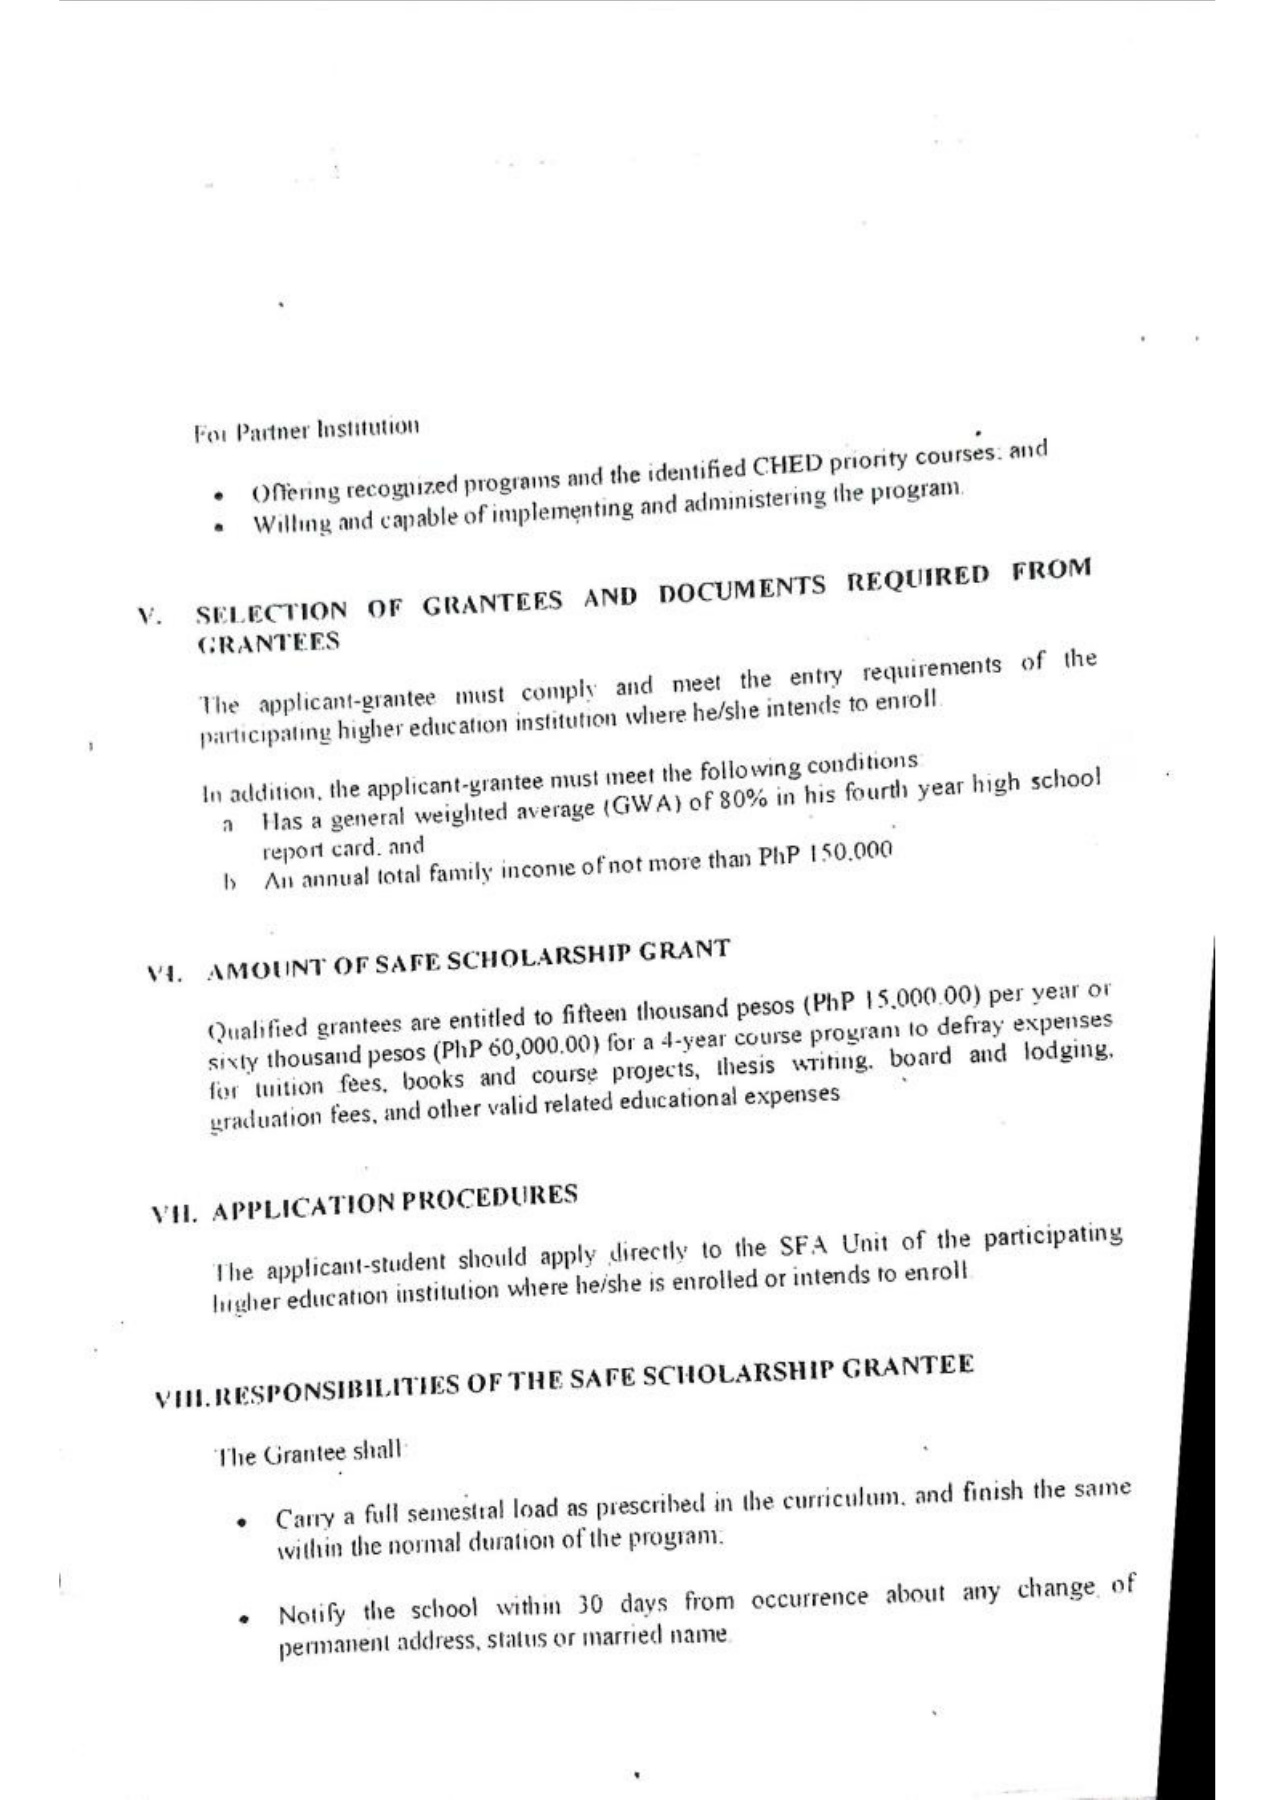 For Partner Institution
• Offering recognized programs and the identified CHED priority courses; and
• Willing and capable of implementing and administering the program.
V. SELECTION OF GRANTEES AND DOCUMENTS REQUIRED FROM
GRANTEES
The applicant-grantee must comply and meet the entry requirements of the
participating higher education institution where he/she intends to enroll.
In addition, the applicant-grantee must meet the following conditions:
a Has a general weighted average (GWA) of 80% in his fourth year high school
report card, and
b An annual total family income of not more than PhP 150,000
VI. AMOUNT OF SAFE SCHOLARSHIP GRANT
Qualified grantees are entitled to fifteen thousand pesos (PhP 15,000.00) per year or
sixty thousand pesos (PhP 60,000.00) for a 4-year course program to defray expenses
for tuition fees, books and course projects, thesis writing, board and lodging,
graduation fees, and other valid related educational expenses
VII. APPLICATION PROCEDURES
The applicant-student should apply directly to the SFA Unit of the participating
higher education institution where he/she is enrolled or intends to enroll.
VIII. RESPONSIBILITIES OF THE SAFE SCHOLARSHIP GRANTEE
The Grantee shall:
• Carry a full semestral load as prescribed in the curriculum, and finish the same
within the normal duration of the program;
• Notify the school within 30 days from occurrence about any change of
permanent address, status or married name.